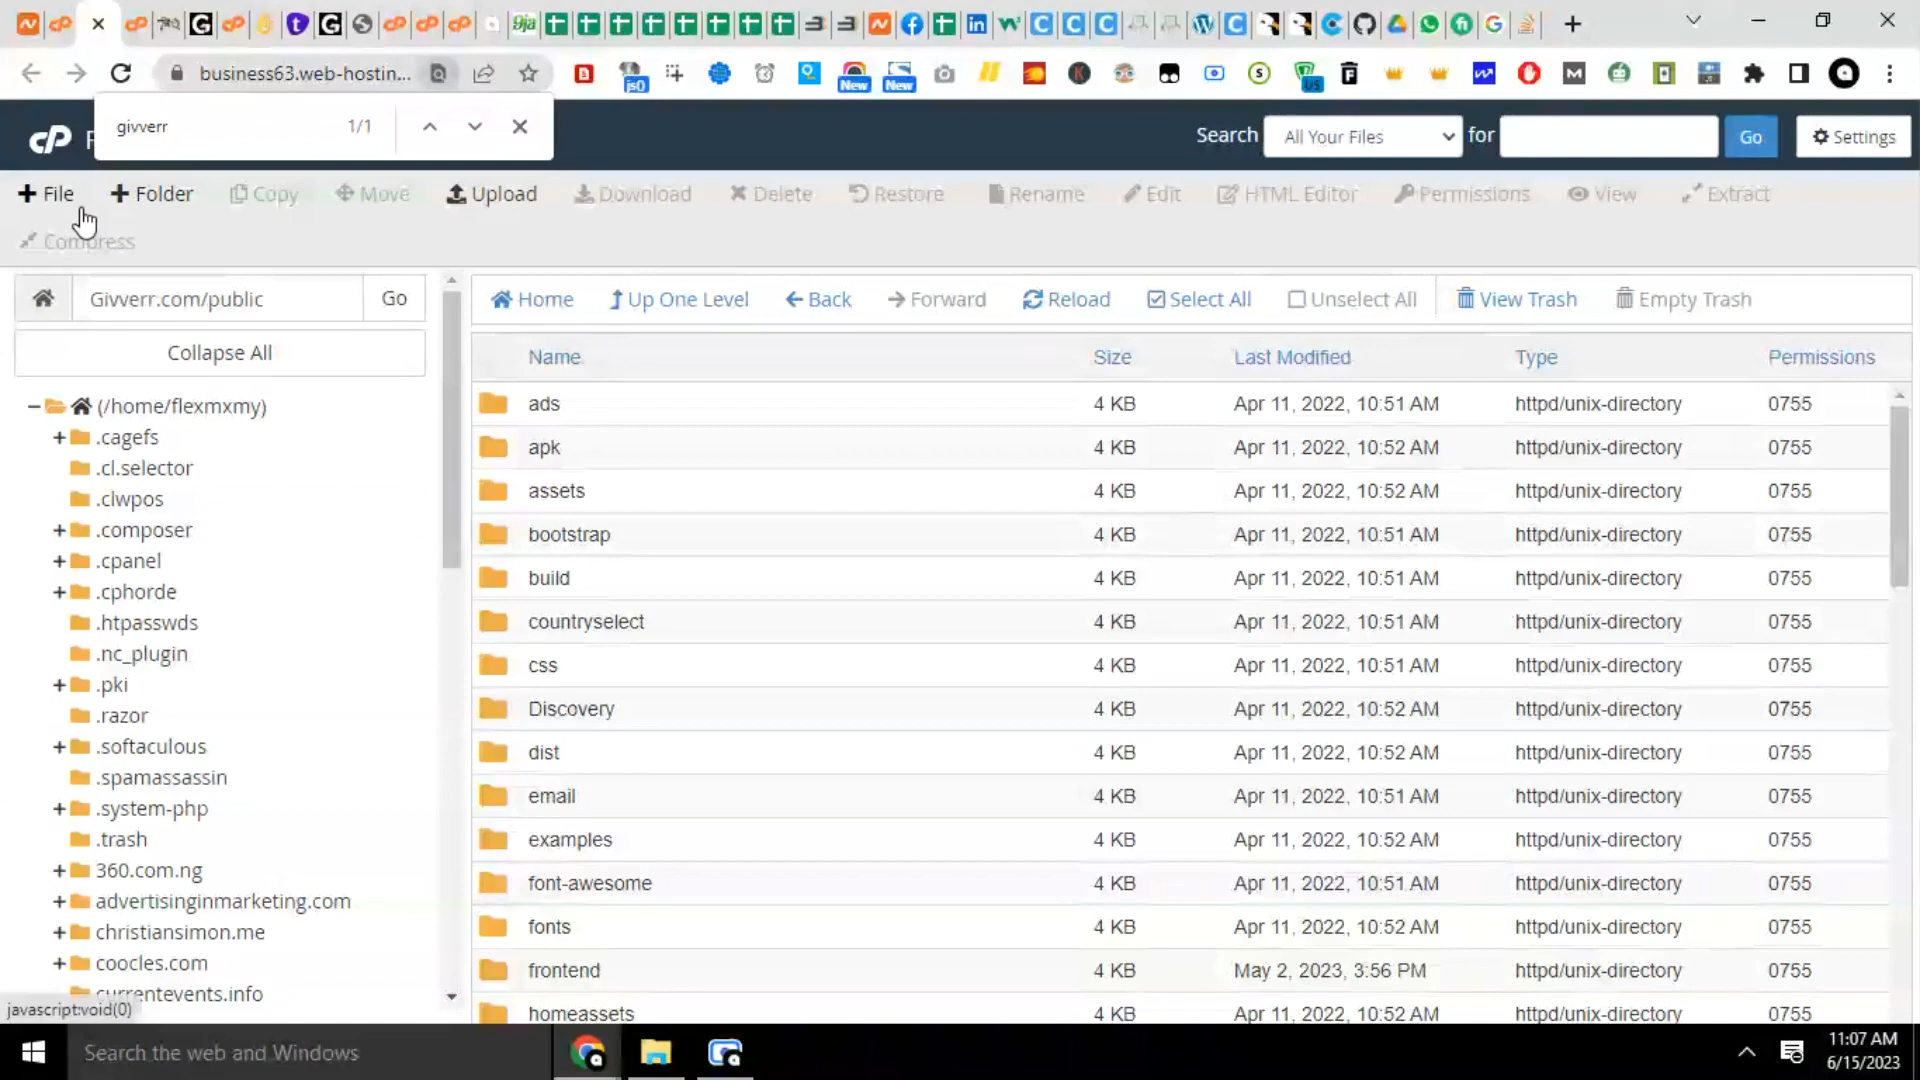 business63.web-hostin...
js0
New
New
US
givverr
1/1
cP F
Search
All Your Files
for
Go
Settings
File
Folder
Copy
Move
Upload
Download
Delete
Restore
Rename
Edit
HTML Editor
Permissions
View
Extract
Compress
Givverr.com/public
Go
Collapse All
Home
Up One Level
Back
Forward
Reload
Select All
Unselect All
View Trash
Empty Trash
Name Size Last Modified Type Permissions
(/home/flexmxmy)
.cagefs
.cl.selector
.clwpos
.composer
.cpanel
.cphorde
.htpasswds
.nc_plugin
.pki
.razor
.softaculous
.spamassassin
.system-php
.trash
360.com.ng
advertisinginmarketing.com
christiansimon.me
coocles.com
currentevents.info
ads 4 KB Apr 11, 2022, 10:51 AM httpd/unix-directory 0755
apk 4 KB Apr 11, 2022, 10:52 AM httpd/unix-directory 0755
assets 4 KB Apr 11, 2022, 10:52 AM httpd/unix-directory 0755
bootstrap 4 KB Apr 11, 2022, 10:51 AM httpd/unix-directory 0755
build 4 KB Apr 11, 2022, 10:51 AM httpd/unix-directory 0755
countryselect 4 KB Apr 11, 2022, 10:51 AM httpd/unix-directory 0755
css 4 KB Apr 11, 2022, 10:51 AM httpd/unix-directory 0755
Discovery 4 KB Apr 11, 2022, 10:52 AM httpd/unix-directory 0755
dist 4 KB Apr 11, 2022, 10:52 AM httpd/unix-directory 0755
email 4 KB Apr 11, 2022, 10:51 AM httpd/unix-directory 0755
examples 4 KB Apr 11, 2022, 10:52 AM httpd/unix-directory 0755
font-awesome 4 KB Apr 11, 2022, 10:51 AM httpd/unix-directory 0755
fonts 4 KB Apr 11, 2022, 10:52 AM httpd/unix-directory 0755
frontend 4 KB May 2, 2023, 3:56 PM httpd/unix-directory 0755
homeassets 4 KB Apr 11, 2022, 10:52 AM httpd/unix-directory 0755
javascript:void(0)
Search the web and Windows
11:07 AM
6/15/2023